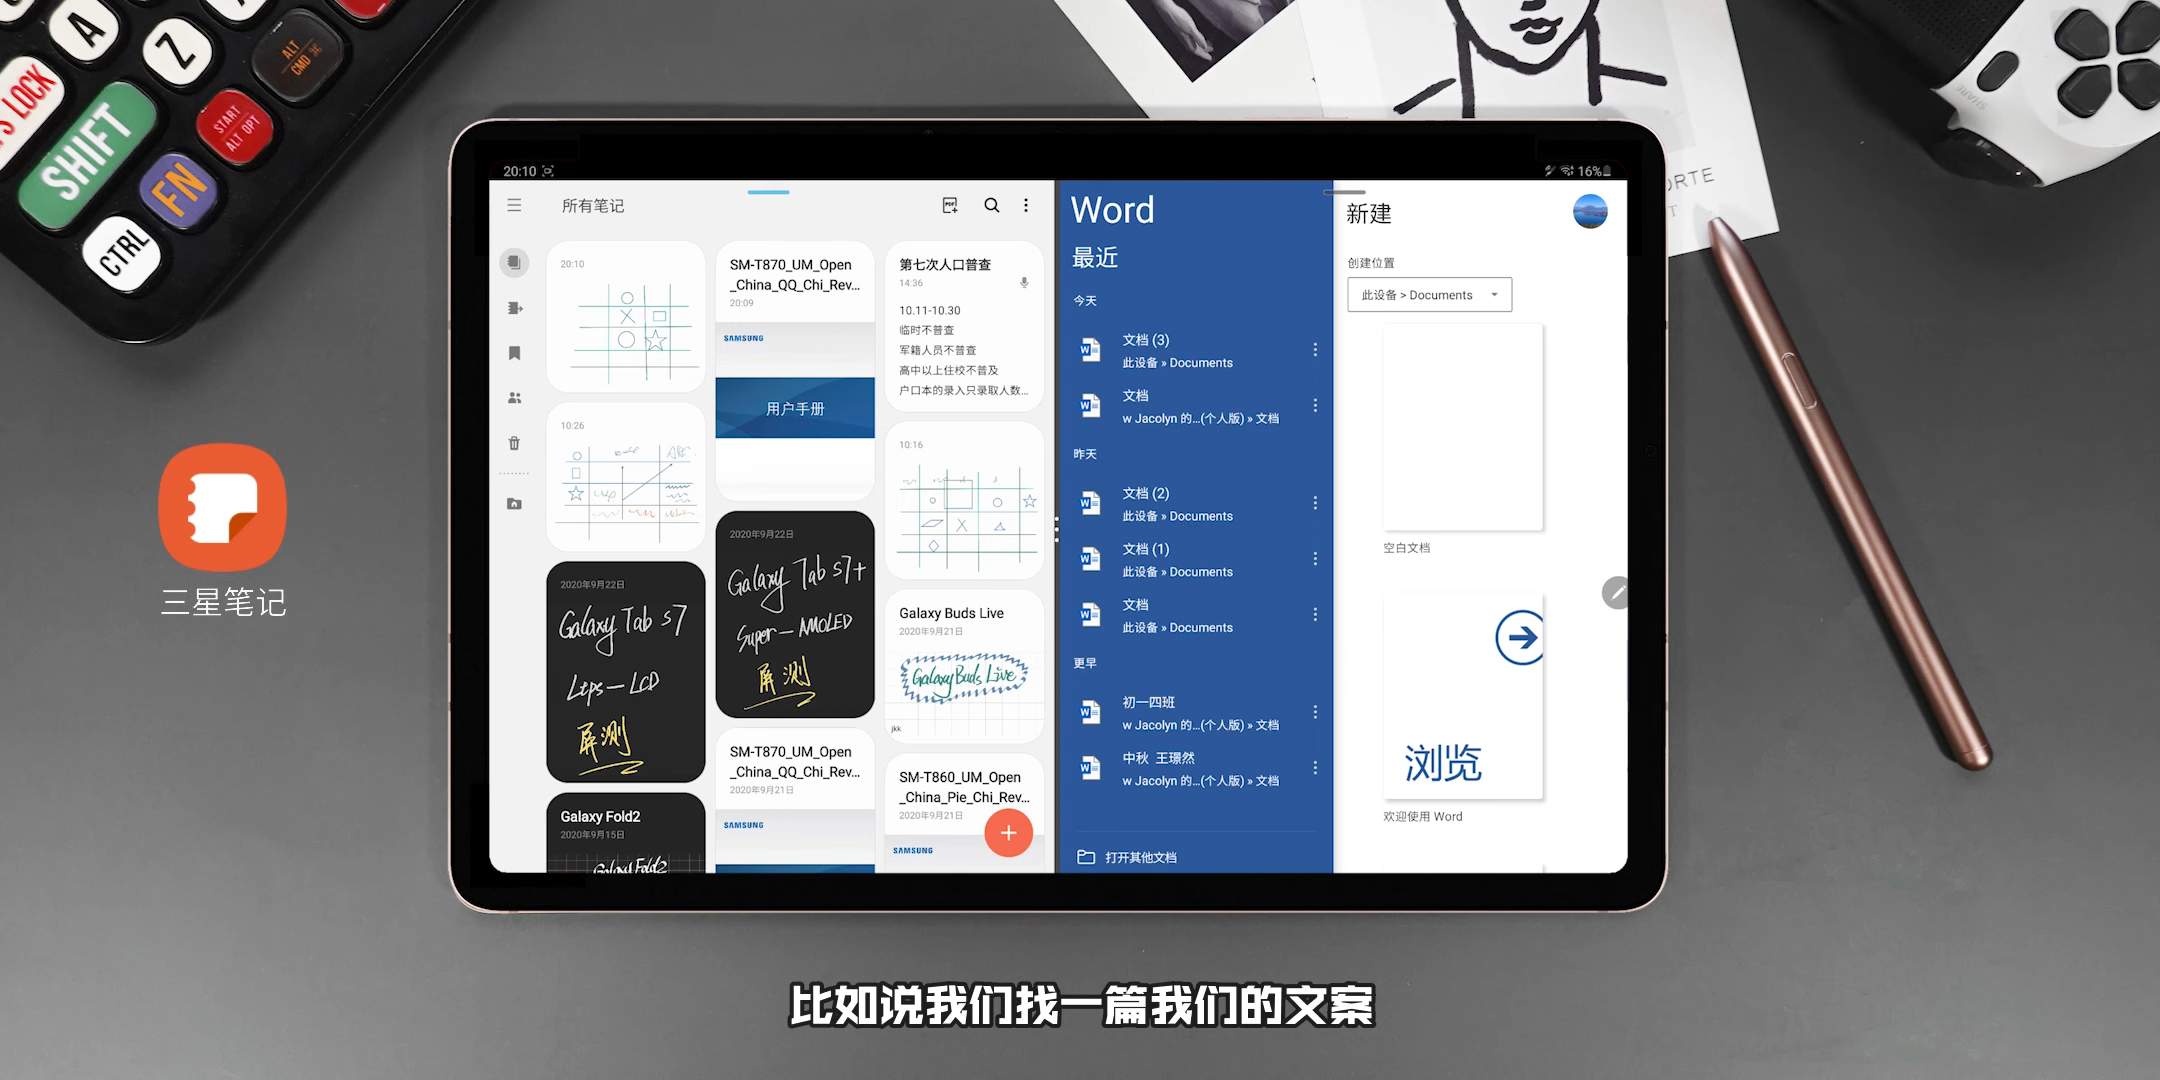 A
Z
ALT
CMD ⌘
LOCK
SHIFT
START
ALT OPT
FN
CTRL
SHARE
20:10
16%
所有笔记
20:10
10:26
2020年9月22日
Galaxy Tab S7
Ltps-LCD
屏测
Galaxy Fold2
2020年9月15日
Galaxy Fold2
SM-T870_UM_Open
_China_QQ_Chi_Rev...
20:09
SAMSUNG
用户手册
2020年9月22日
Galaxy Tab S7+
Super-AMOLED
屏测
SM-T870_UM_Open
_China_QQ_Chi_Rev...
2020年9月21日
SAMSUNG
第七次人口普查
14:36
10.11-10.30
临时不普查
军籍人员不普查
高中以上住校不普及
户口本的录入只录取人数...
10:16
Galaxy Buds Live
2020年9月21日
Galaxy Buds Live
jkk
SM-T860_UM_Open
_China_Pie_Chi_Rev...
2020年9月21日
SAMSUNG
Word
最近
今天
文档 (3)
此设备 » Documents
文档
w Jacolyn 的...(个人版) » 文档
昨天
文档 (2)
此设备 » Documents
文档 (1)
此设备 » Documents
文档
此设备 » Documents
更早
初一四班
w Jacolyn 的...(个人版) » 文档
中秋 王璟然
w Jacolyn 的...(个人版) » 文档
打开其他文档
新建
创建位置
此设备 > Documents
空白文档
浏览
欢迎使用 Word
三星笔记
比如说我们找一篇我们的文案